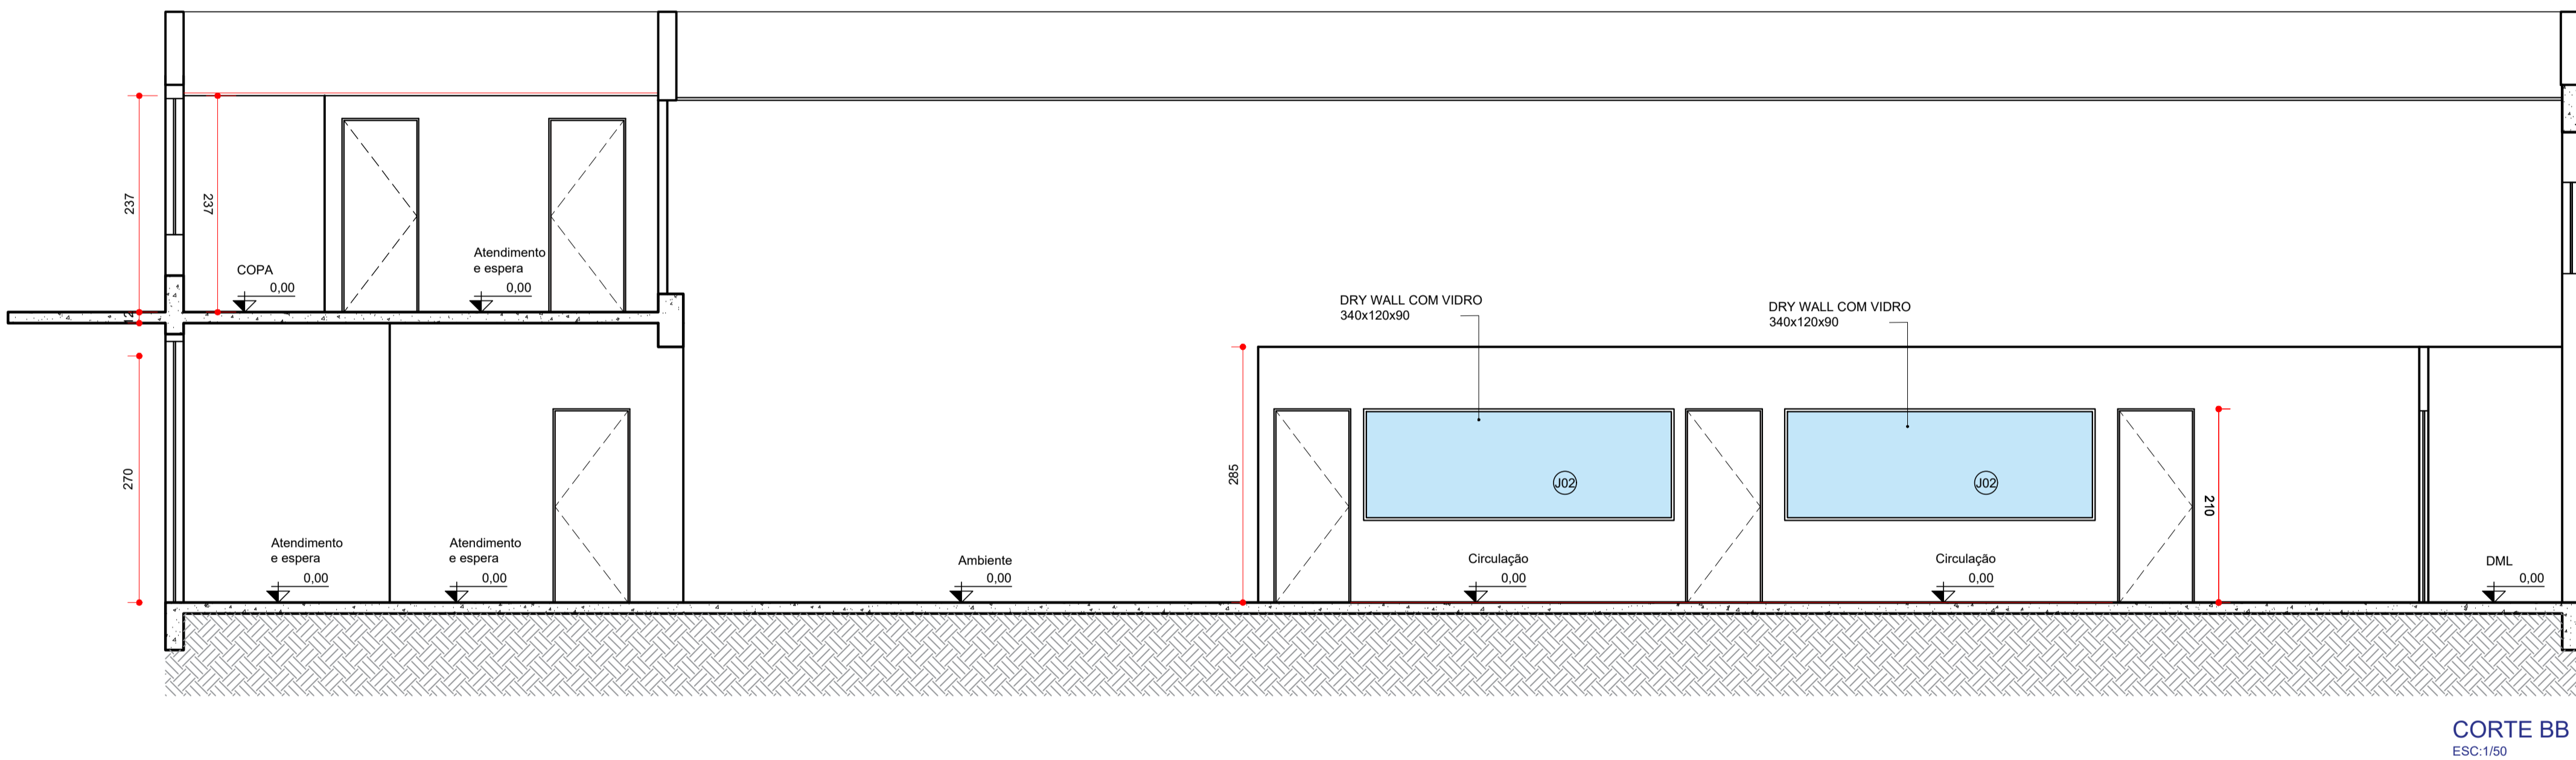 237
237
COPA
0,00
Atendimento
e espera
0,00
12
DRY WALL COM VIDRO
340x120x90
DRY WALL COM VIDRO
340x120x90
270
285
J02
J02
210
Atendimento
e espera
0,00
Atendimento
e espera
0,00
Ambiente
0,00
Circulação
0,00
Circulação
0,00
DML
0,00
CORTE BB
ESC:1/50